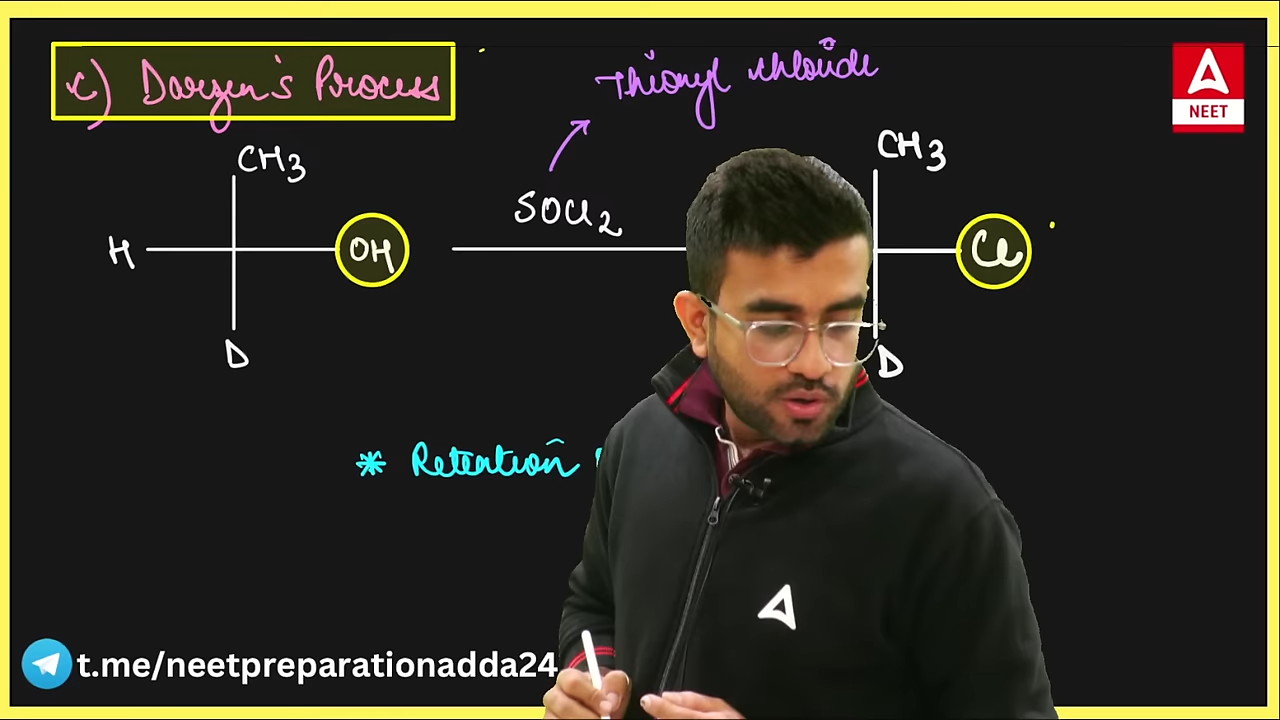 c) Darzen's Process
Thionyl chloride
NEET
CH3
CH3
SOCl2
H
OH
Cl
D
D
* Retention
t.me/neetpreparationadda24